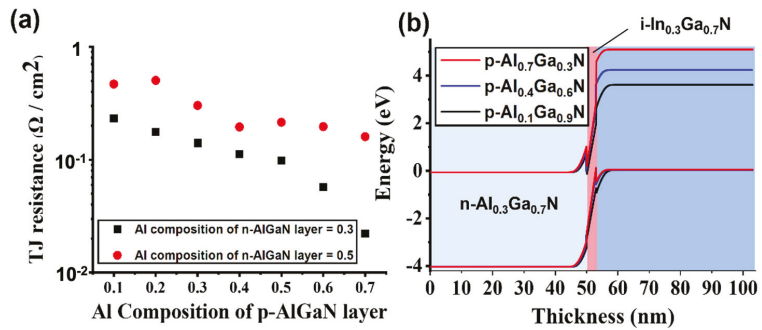 (a)
TJ resistance (Ω / cm²)
1
10⁻¹
10⁻²
Al composition of n-AlGaN layer = 0.3
Al composition of n-AlGaN layer = 0.5
0.1 0.2 0.3 0.4 0.5 0.6 0.7
Al Composition of p-AlGaN layer
(b)
i-In₀.₃Ga₀.₇N
p-Al₀.₇Ga₀.₃N
p-Al₀.₄Ga₀.₆N
p-Al₀.₁Ga₀.₉N
n-Al₀.₃Ga₀.₇N
Energy (eV)
4
2
0
-2
-4
0 10 20 30 40 50 60 70 80 90 100
Thickness (nm)